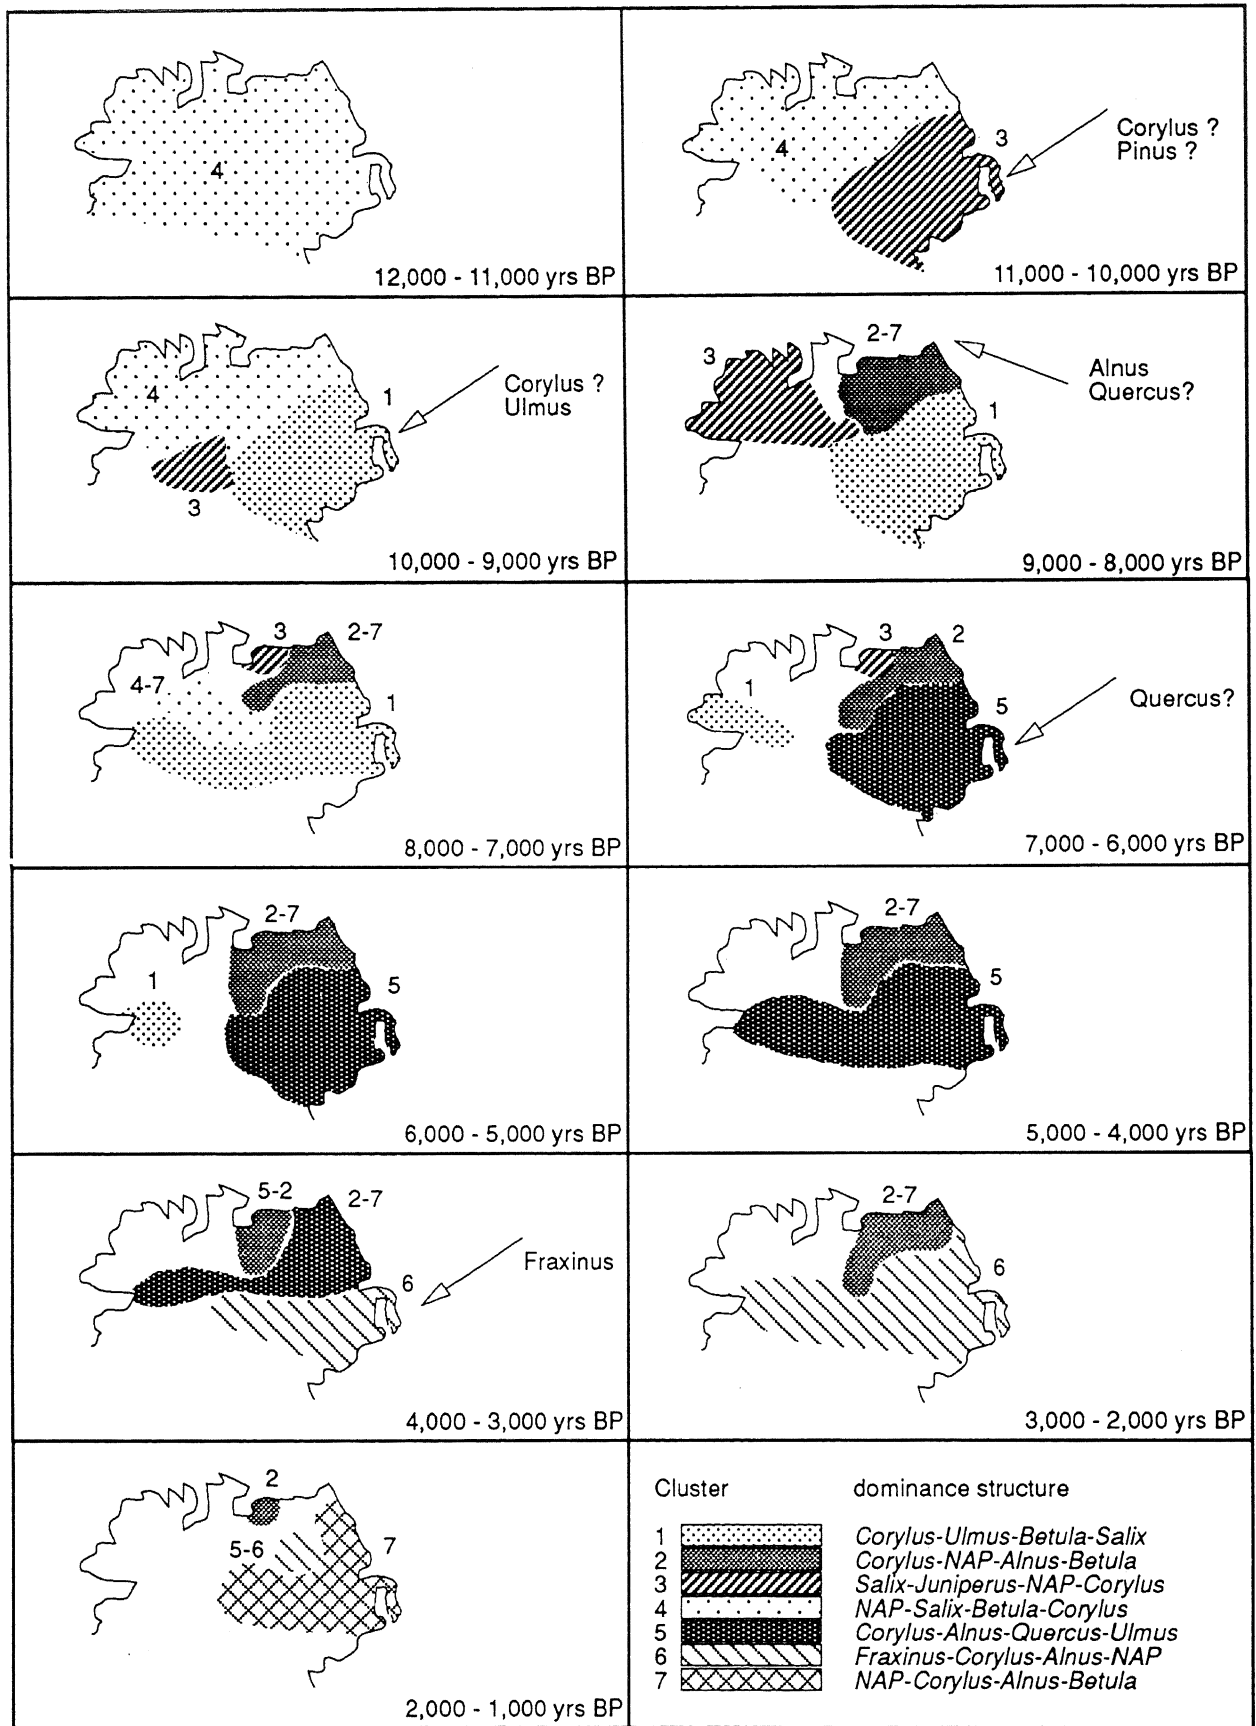 4
12,000 - 11,000 yrs BP
4
3
Corylus ?
Pinus ?
11,000 - 10,000 yrs BP
4
1
3
Corylus ?
Ulmus
10,000 - 9,000 yrs BP
3
2-7
1
Alnus
Quercus?
9,000 - 8,000 yrs BP
3
2-7
4-7
1
8,000 - 7,000 yrs BP
3
2
1
5
Quercus?
7,000 - 6,000 yrs BP
2-7
1
5
6,000 - 5,000 yrs BP
2-7
5
5,000 - 4,000 yrs BP
5-2
2-7
6
Fraxinus
4,000 - 3,000 yrs BP
2-7
6
3,000 - 2,000 yrs BP
2
5-6
7
2,000 - 1,000 yrs BP
Cluster dominance structure
1 Corylus-Ulmus-Betula-Salix
2 Corylus-NAP-Alnus-Betula
3 Salix-Juniperus-NAP-Corylus
4 NAP-Salix-Betula-Corylus
5 Corylus-Alnus-Quercus-Ulmus
6 Fraxinus-Corylus-Alnus-NAP
7 NAP-Corylus-Alnus-Betula